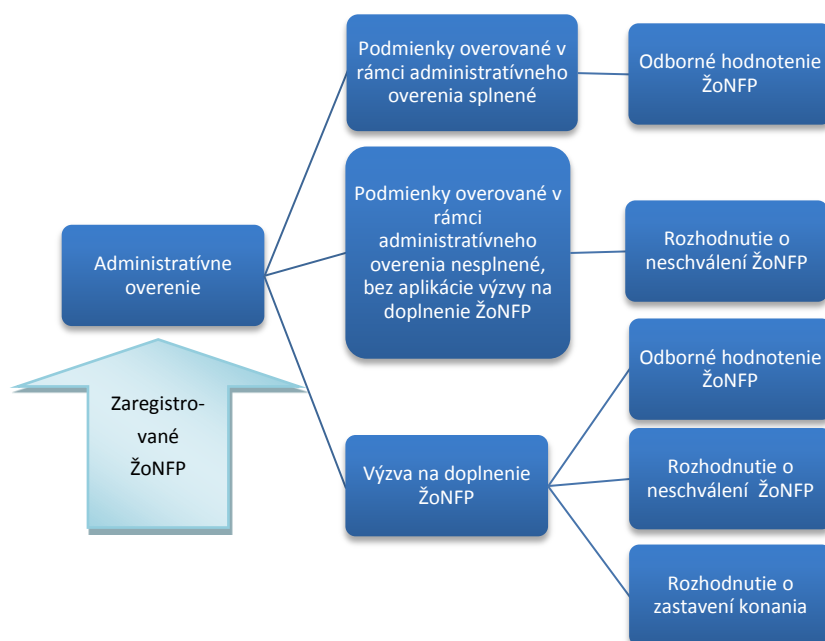 Podmienky overované v
rámci administratívneho
overenia splnené
Odborné hodnotenie
ŽoNFP
Podmienky overované v
rámci
administratívneho
overenia nesplnené,
bez aplikácie výzvy na
doplnenie ŽoNFP
Rozhodnutie o
neschválení ŽoNFP
Administratívne
overenie
Zaregistro-
vané
ŽoNFP
Výzva na doplnenie
ŽoNFP
Odborné hodnotenie
ŽoNFP
Rozhodnutie o
neschválení ŽoNFP
Rozhodnutie o
zastavení konania